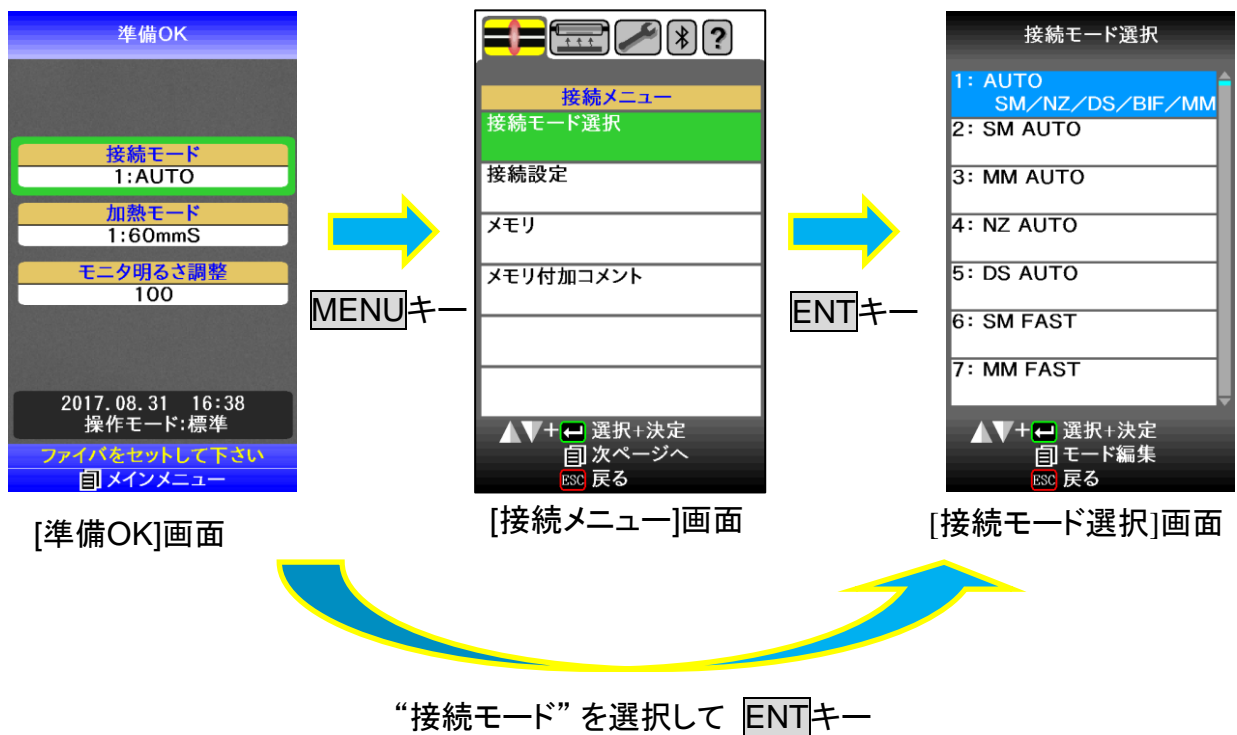 準備OK
接続モード
1:AUTO
加熱モード
1:60mmS
モニタ明るさ調整
100
2017.08.31 16:38
操作モード:標準
ファイバをセットして下さい
メインメニュー
[準備OK]画面
MENUキー
?
接続メニュー
接続モード選択
接続設定
メモリ
メモリ付加コメント
+ 選択+決定
次ページへ
ESC 戻る
[接続メニュー]画面
ENTキー
接続モード選択
1: AUTO
SM/NZ/DS/BIF/MM
2: SM AUTO
3: MM AUTO
4: NZ AUTO
5: DS AUTO
6: SM FAST
7: MM FAST
+ 選択+決定
モード編集
ESC 戻る
[接続モード選択]画面
“接続モード” を選択して ENTキー